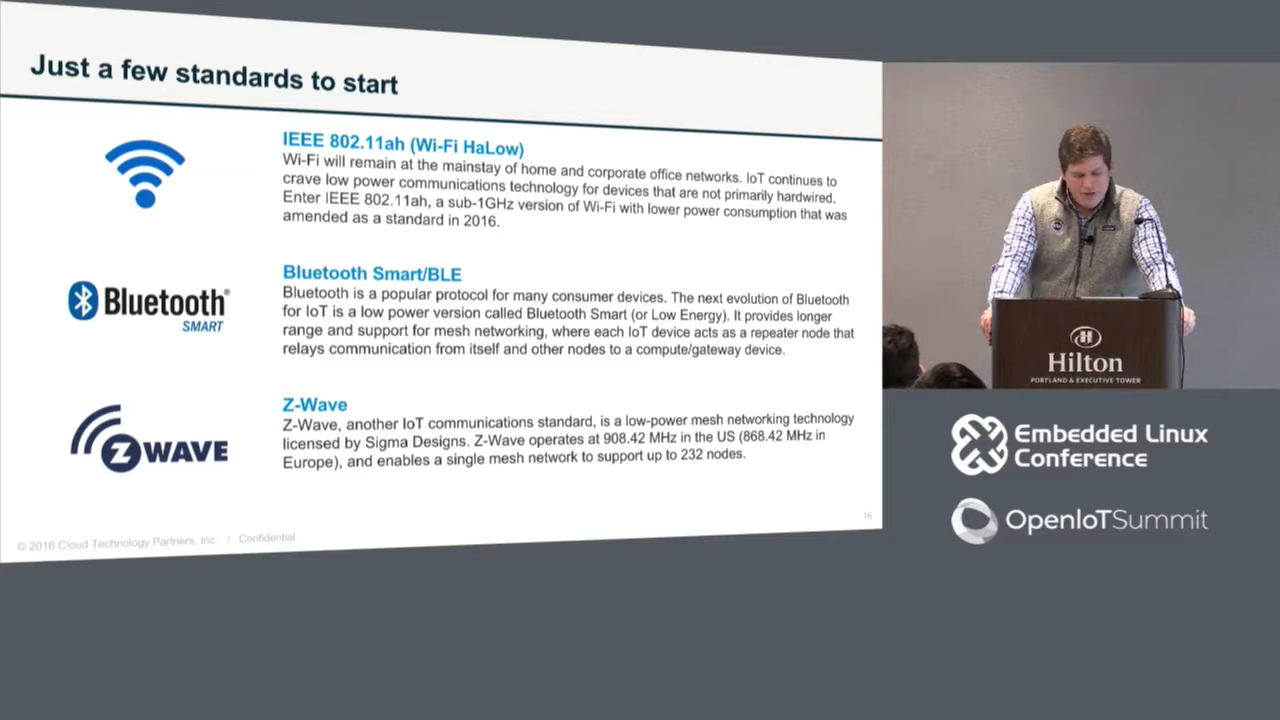 Just a few standards to start
IEEE 802.11ah (Wi-Fi HaLow)
Wi-Fi will remain at the mainstay of home and corporate office networks. IoT continues to
crave low power communications technology for devices that are not primarily hardwired.
Enter IEEE 802.11ah, a sub-1GHz version of Wi-Fi with lower power consumption that was
amended as a standard in 2016.
Bluetooth®
SMART
Bluetooth Smart/BLE
Bluetooth is a popular protocol for many consumer devices. The next evolution of Bluetooth
for IoT is a low power version called Bluetooth Smart (or Low Energy). It provides longer
range and support for mesh networking, where each IoT device acts as a repeater node that
relays communication from itself and other nodes to a compute/gateway device.
Z WAVE
Z-Wave
Z-Wave, another IoT communications standard, is a low-power mesh networking technology
licensed by Sigma Designs. Z-Wave operates at 908.42 MHz in the US (868.42 MHz in
Europe), and enables a single mesh network to support up to 232 nodes.
16
© 2016 Cloud Technology Partners, Inc. / Confidential
H
Hilton
PORTLAND & EXECUTIVE TOWER
Embedded Linux
Conference
OpenIoTSummit